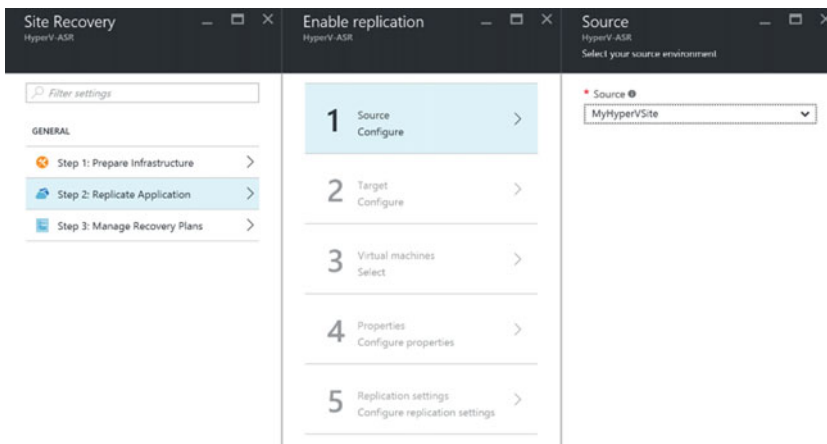 Site Recovery
HyperV-ASR
Filter settings
GENERAL
Step 1: Prepare Infrastructure
Step 2: Replicate Application
Step 3: Manage Recovery Plans
Enable replication
HyperV-ASR
1
Source
Configure
2
Target
Configure
3
Virtual machines
Select
4
Properties
Configure properties
5
Replication settings
Configure replication settings
Source
HyperV-ASR
Select your source environment
* Source
MyHyperVSite